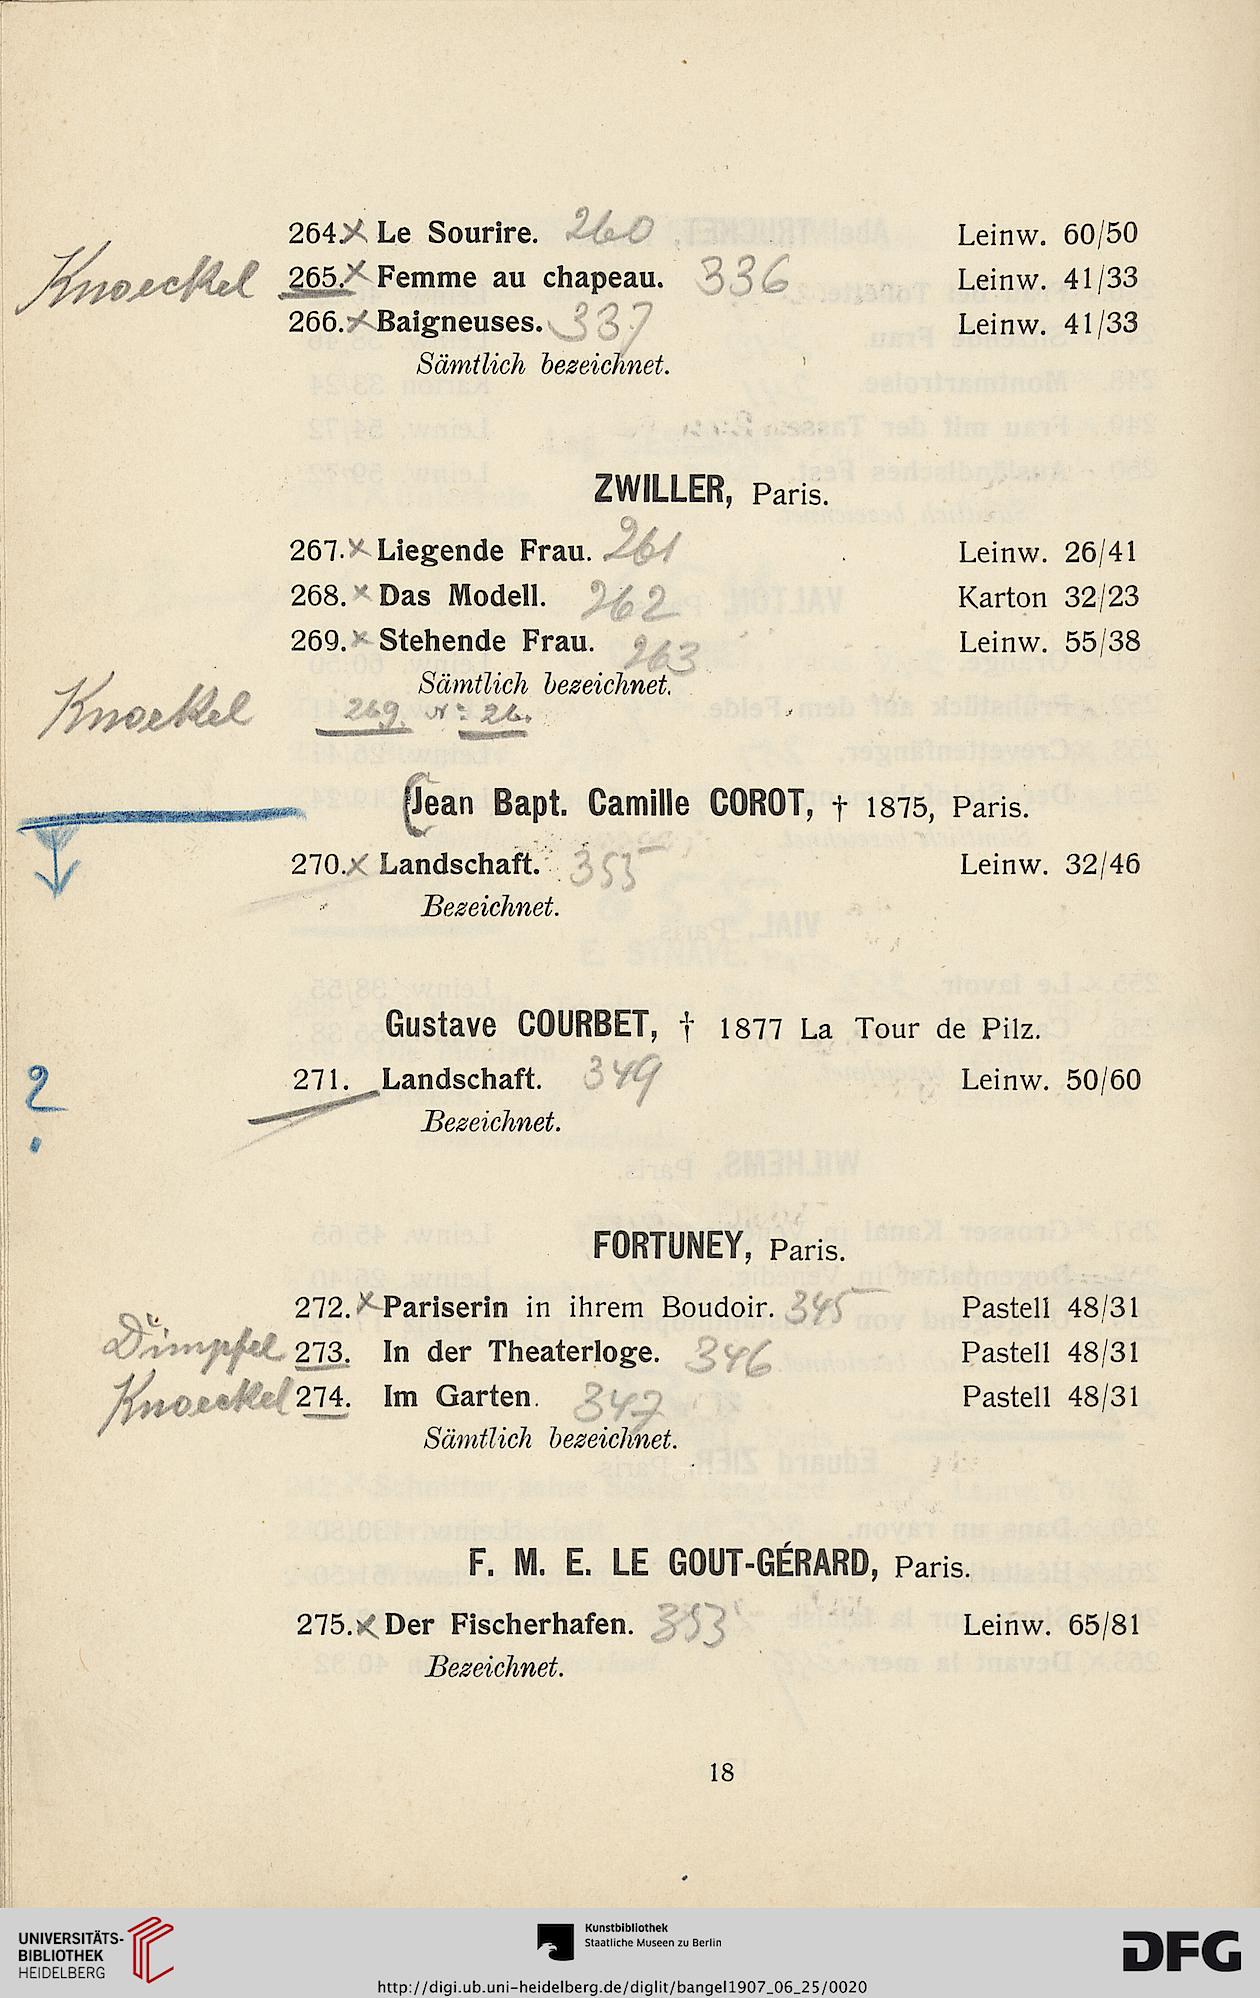 264. × Le Sourire. 260 Leinw. 60/50
Knoeckel 265. × Femme au chapeau. 336 Leinw. 41/33
266. × Baigneuses. 337 Leinw. 41/33
Sämtlich bezeichnet.
ZWILLER, Paris.
267. × Liegende Frau. 261 Leinw. 26/41
268. × Das Modell. 262 Karton 32/23
269. × Stehende Frau. 263 Leinw. 55/38
Sämtlich bezeichnet.
Knoekel 269. N: 26.
(Jean Bapt. Camille COROT, † 1875, Paris.
270. × Landschaft. 355 Leinw. 32/46
Bezeichnet.
Gustave COURBET, † 1877 La Tour de Pilz.
? 271. Landschaft. 349 Leinw. 50/60
Bezeichnet.
FORTUNEY, Paris.
272. × Pariserin in ihrem Boudoir. 345 Pastell 48/31
Dümpfel 273. In der Theaterloge. 346 Pastell 48/31
Knoeckel 274. Im Garten. 347 Pastell 48/31
Sämtlich bezeichnet.
F. M. E. LE GOUT-GÉRARD, Paris.
275. × Der Fischerhafen. 353 Leinw. 65/81
Bezeichnet.
18
UNIVERSITÄTS-
BIBLIOTHEK
HEIDELBERG
Kunstbibliothek
Staatliche Museen zu Berlin
DFG
http://digi.ub.uni-heidelberg.de/diglit/bangel1907_06_25/0020